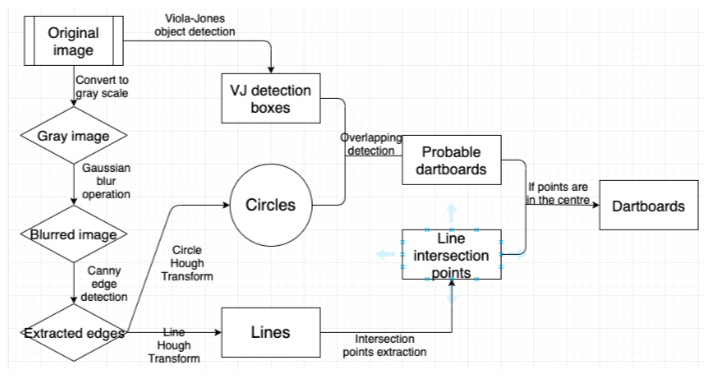 Original
image
Viola-Jones
object detection
Convert to
gray scale
VJ detection
boxes
Gray image
Overlapping
detection
Probable
dartboards
Gaussian
blur
operation
If points are
in the centre
Dartboards
Circles
Blurred image
Line
intersection
points
Circle
Hough
Transform
Canny
edge
detection
Extracted edges
Line
Hough
Transform
Lines
Intersection
points extraction